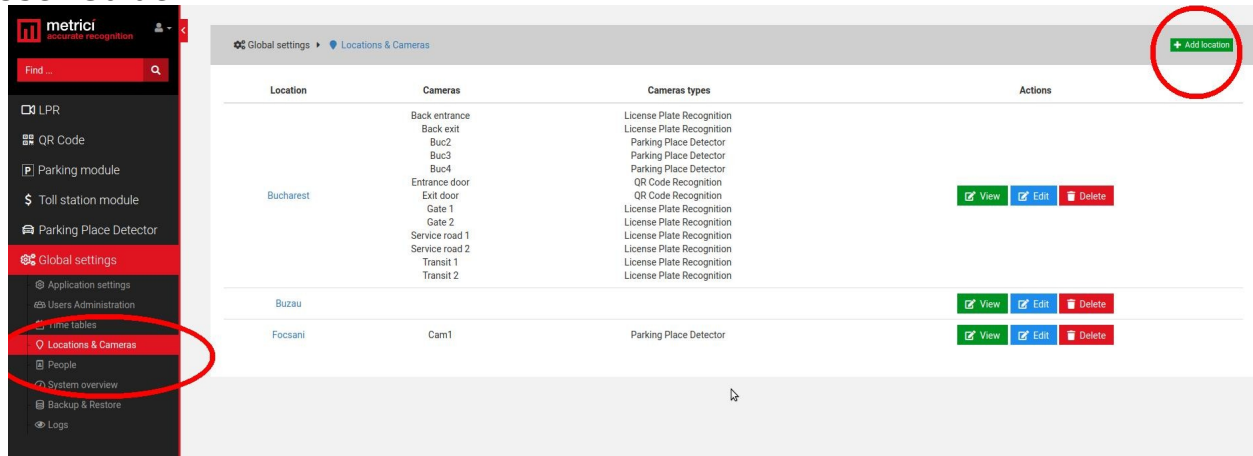 metrici
accurate recognition
Find ...
LPR
QR Code
Parking module
Toll station module
Parking Place Detector
Global settings
Application settings
Users Administration
Time tables
Locations & Cameras
People
System overview
Backup & Restore
Logs
Global settings Locations & Cameras
Add location
Location Cameras Cameras types Actions
Back entrance License Plate Recognition
Back exit License Plate Recognition
Buc2 Parking Place Detector
Buc3 Parking Place Detector
Buc4 Parking Place Detector
Entrance door QR Code Recognition
Bucharest Exit door QR Code Recognition View Edit Delete
Gate 1 License Plate Recognition
Gate 2 License Plate Recognition
Service road 1 License Plate Recognition
Service road 2 License Plate Recognition
Transit 1 License Plate Recognition
Transit 2 License Plate Recognition
Buzau View Edit Delete
Focsani Cam1 Parking Place Detector View Edit Delete